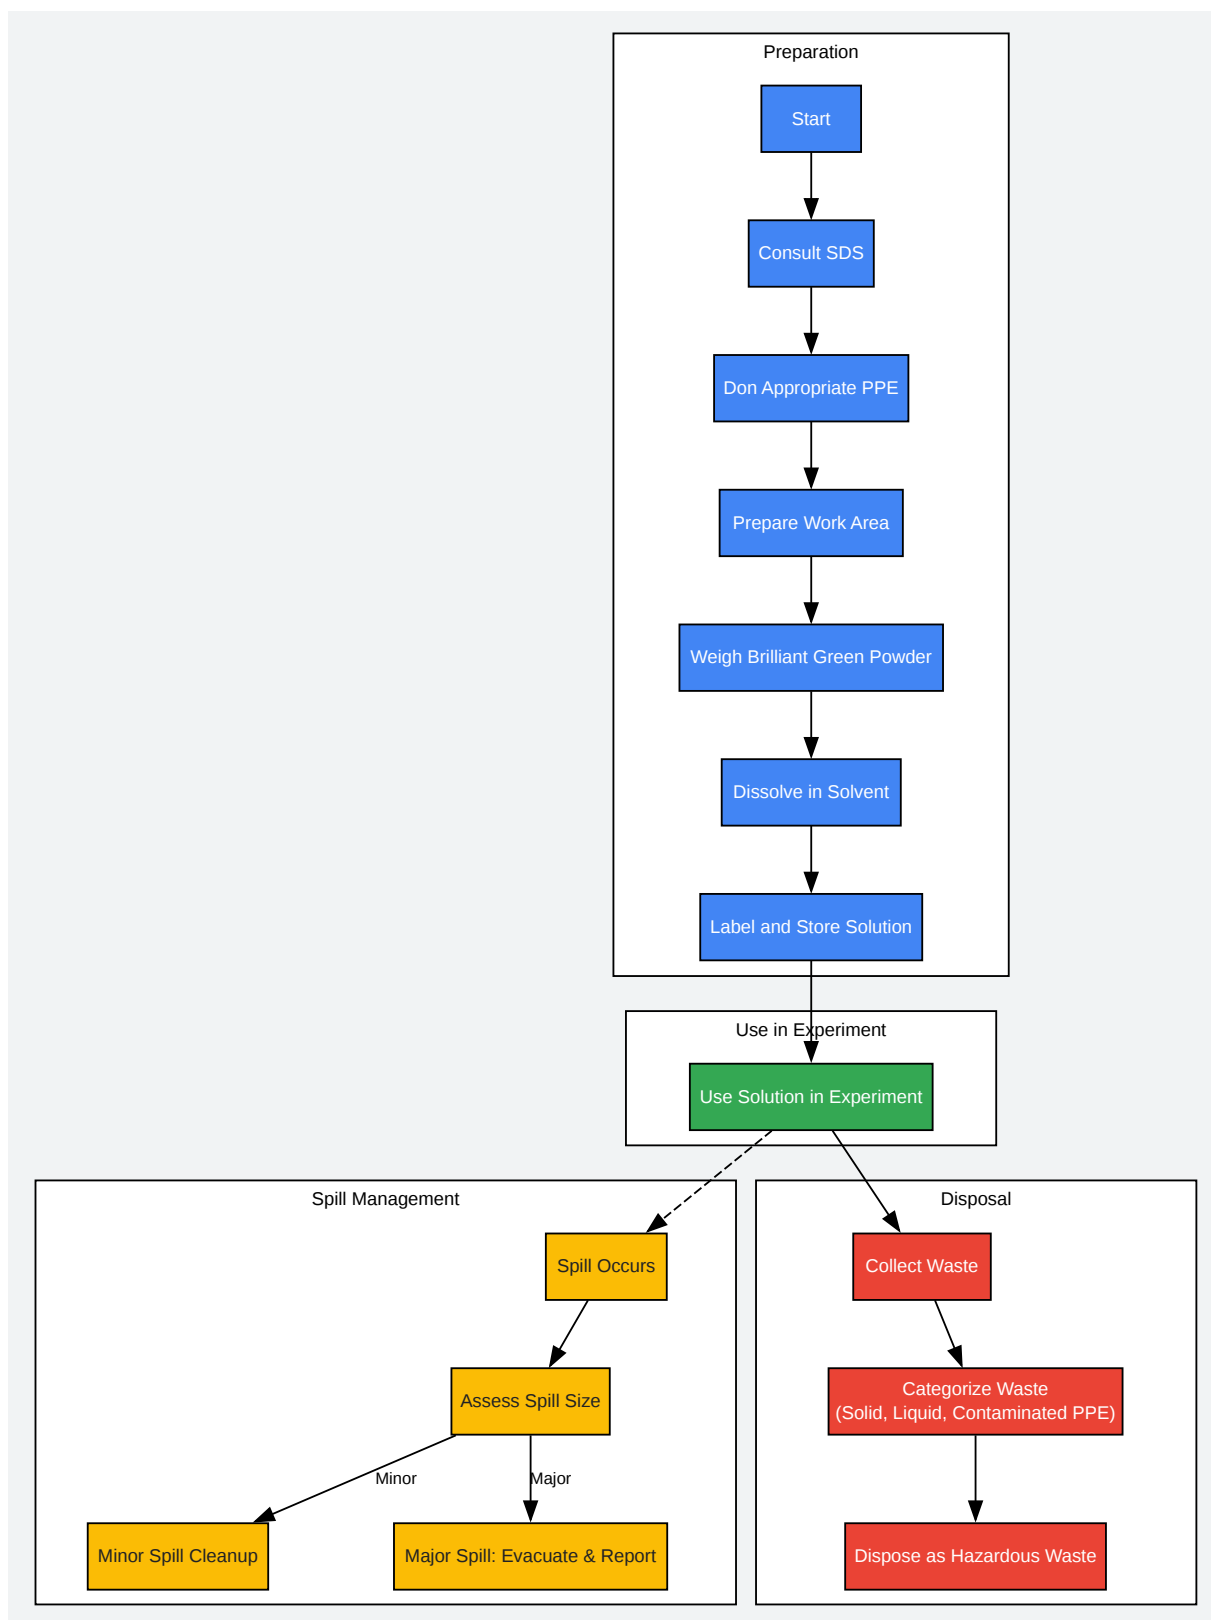 Preparation
Start
Consult SDS
Don Appropriate PPE
Prepare Work Area
Weigh Brilliant Green Powder
Dissolve in Solvent
Label and Store Solution
Use in Experiment
Use Solution in Experiment
Spill Management
Spill Occurs
Assess Spill Size
Minor
Major
Minor Spill Cleanup
Major Spill: Evacuate & Report
Disposal
Collect Waste
Categorize Waste
(Solid, Liquid, Contaminated PPE)
Dispose as Hazardous Waste